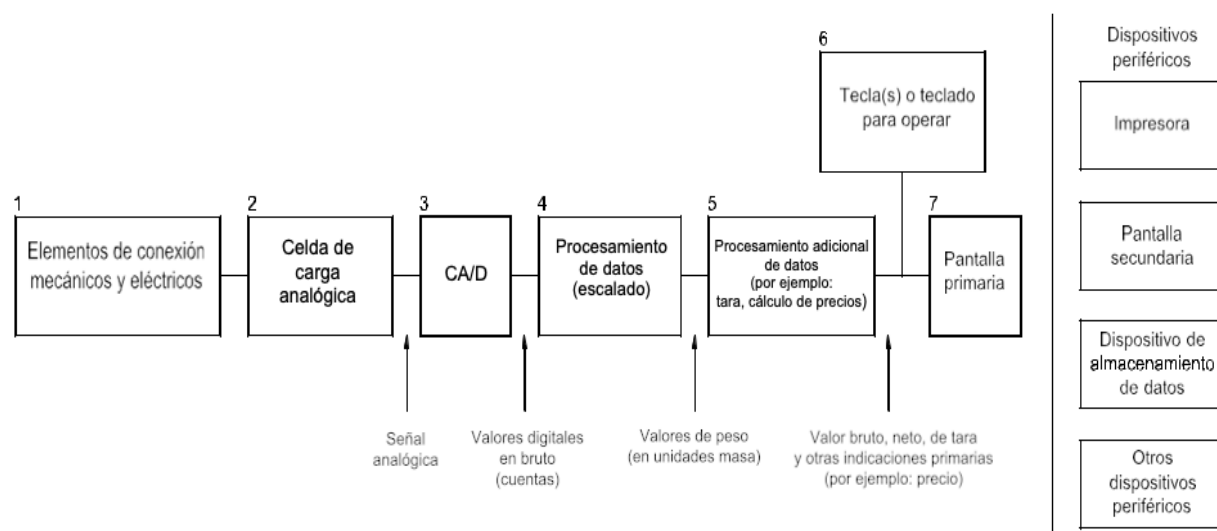 6
Tecla(s) o teclado
para operar
1
Elementos de conexión
mecánicos y eléctricos
2
Celda de
carga
analógica
3
CA/D
4
Procesamiento
de datos
(escalado)
5
Procesamiento adicional
de datos
(por ejemplo:
tara, cálculo de precios)
7
Pantalla
primaria
Señal
analógica
Valores digitales
en bruto
(cuentas)
Valores de peso
(en unidades masa)
Valor bruto, neto, de tara
y otras indicaciones primarias
(por ejemplo: precio)
Dispositivos
periféricos
Impresora
Pantalla
secundaria
Dispositivo de
almacenamiento
de datos
Otros
dispositivos
periféricos